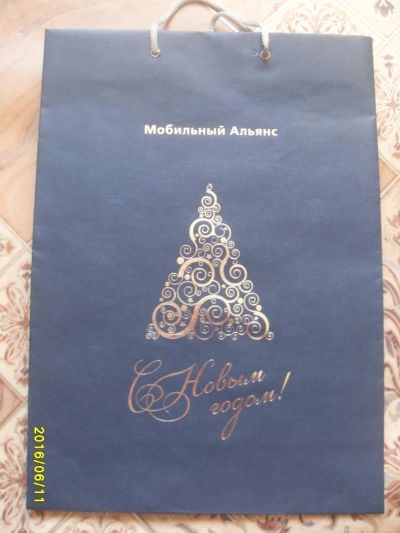 Мобильный Альянс
С Новым
годом!
2016/06/11